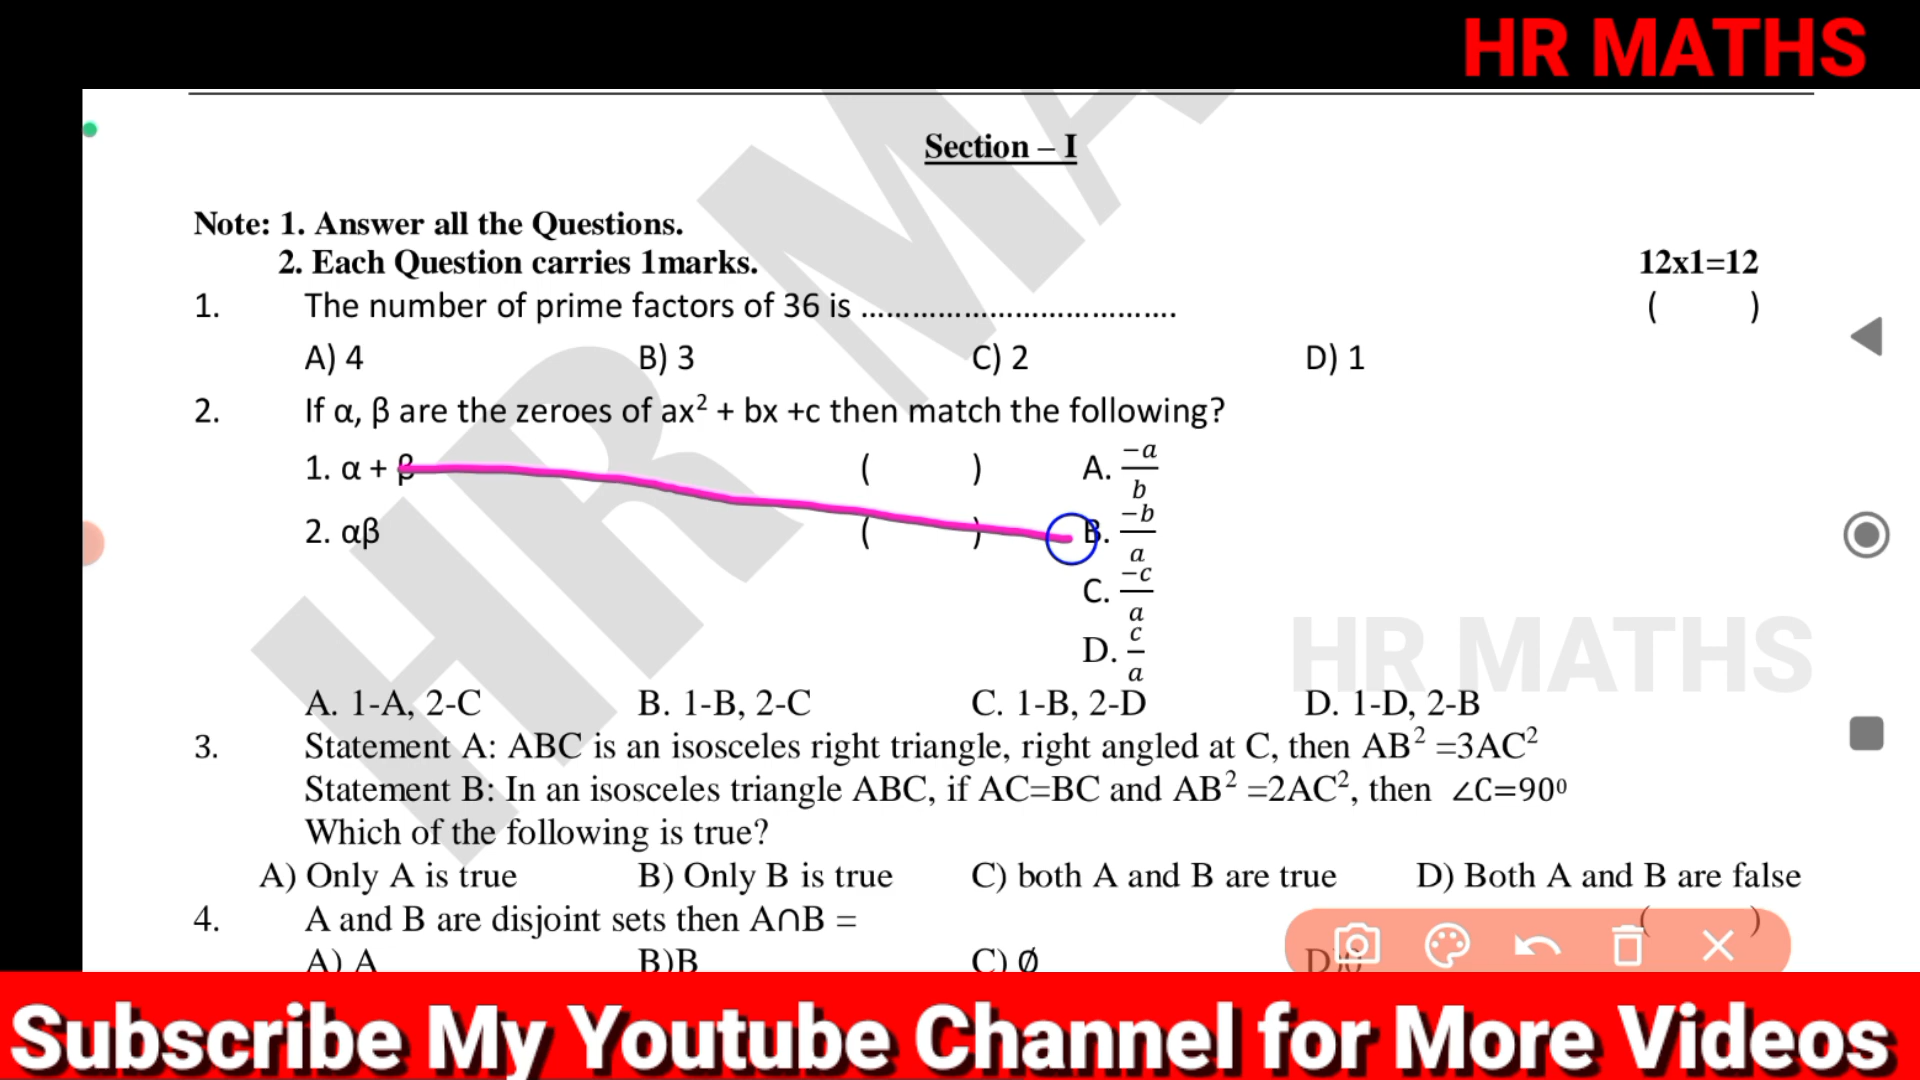 HR MATHS
Section – I
Note: 1. Answer all the Questions.
2. Each Question carries 1marks. 12x1=12
1. The number of prime factors of 36 is ..................................... ( )
A) 4 B) 3 C) 2 D) 1
2. If α, β are the zeroes of ax² + bx +c then match the following?
1. α + β ( ) A. −a/b
2. αβ ( ) B. −b/a
C. −c/a
D. c/a
A. 1-A, 2-C B. 1-B, 2-C C. 1-B, 2-D D. 1-D, 2-B
3. Statement A: ABC is an isosceles right triangle, right angled at C, then AB² =3AC²
Statement B: In an isosceles triangle ABC, if AC=BC and AB² =2AC², then ∠C=90⁰
Which of the following is true?
A) Only A is true B) Only B is true C) both A and B are true D) Both A and B are false
4. A and B are disjoint sets then A∩B = ( )
A) A B)B C) ∅ D)
HR MATHS
HR MA
Subscribe My Youtube Channel for More Videos